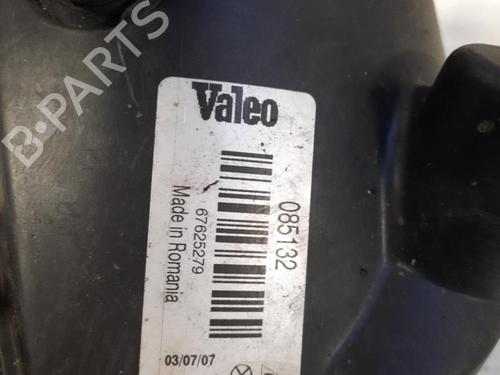 B-PARTS
Valeo
085132
67625279
Made in Romania
03/07/07